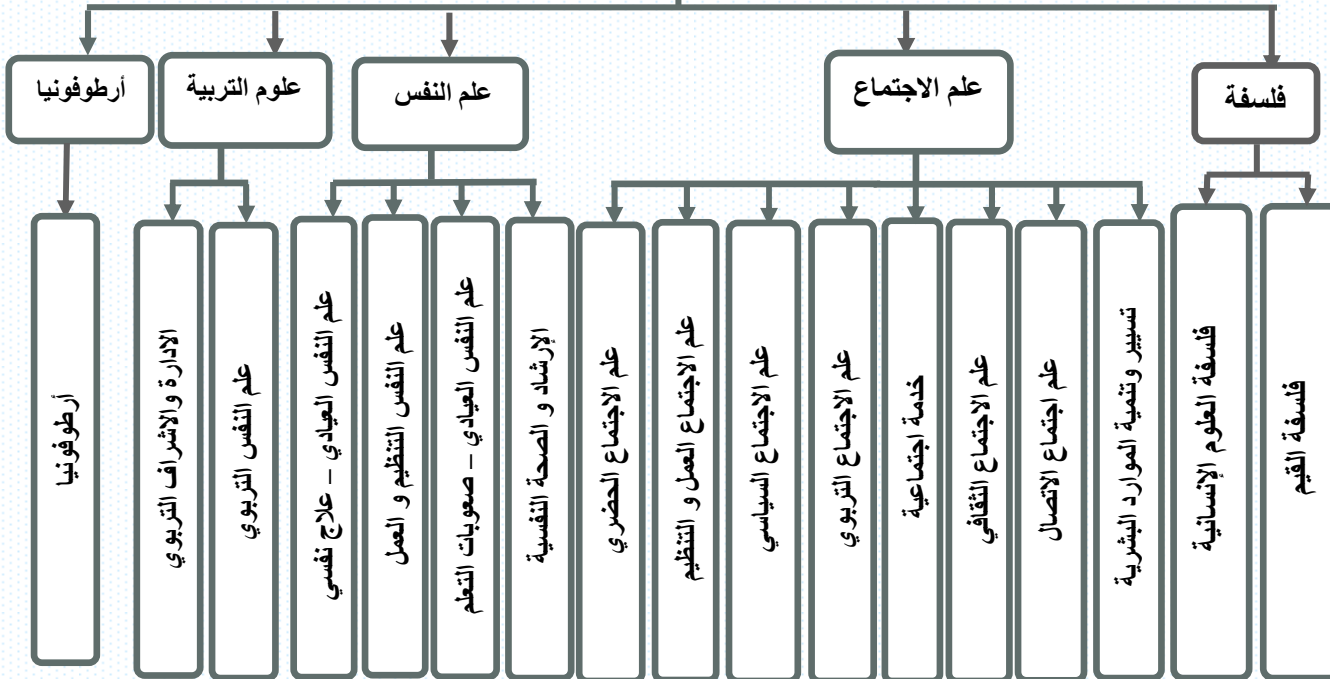 فلسفة
علم الاجتماع
علم النفس
علوم التربية
أرطوفونيا
فلسفة القيم
فلسفة العلوم الإنسانية
تسيير وتنمية الموارد البشرية
علم اجتماع الاتصال
علم الاجتماع الثقافي
خدمة اجتماعية
علم الاجتماع التربوي
علم الاجتماع السياسي
علم الاجتماع العمل و التنظيم
علم الاجتماع الحضري
الإرشاد و الصحة النفسية
علم النفس العيادي – صعوبات التعلم
علم النفس التنظيم و العمل
علم النفس العيادي – علاج نفسي
علم النفس التربوي
الادارة والاشراف التربوي
أرطوفونيا